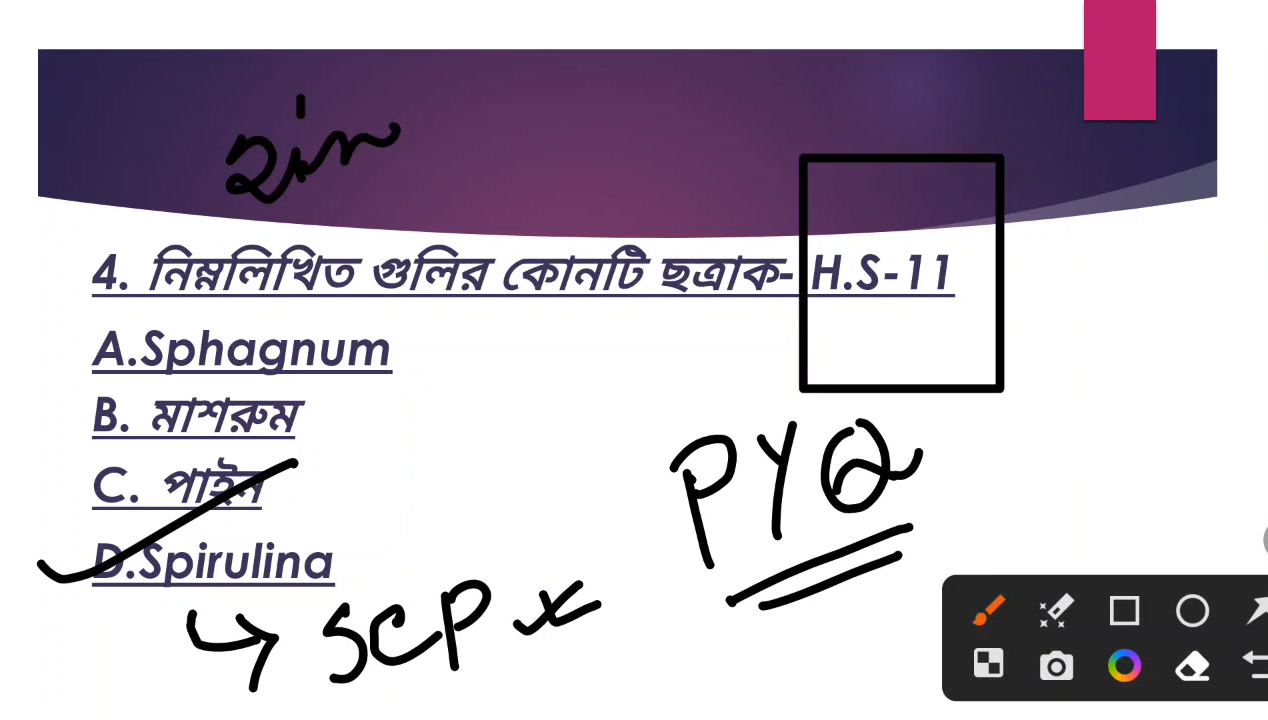 4. নিম্নলিখিত গুলির কোনটি ছত্রাক- H.S-11
A.Sphagnum
B. মাশরুম
C. পাইন
D.Spirulina
PYQ
SCP